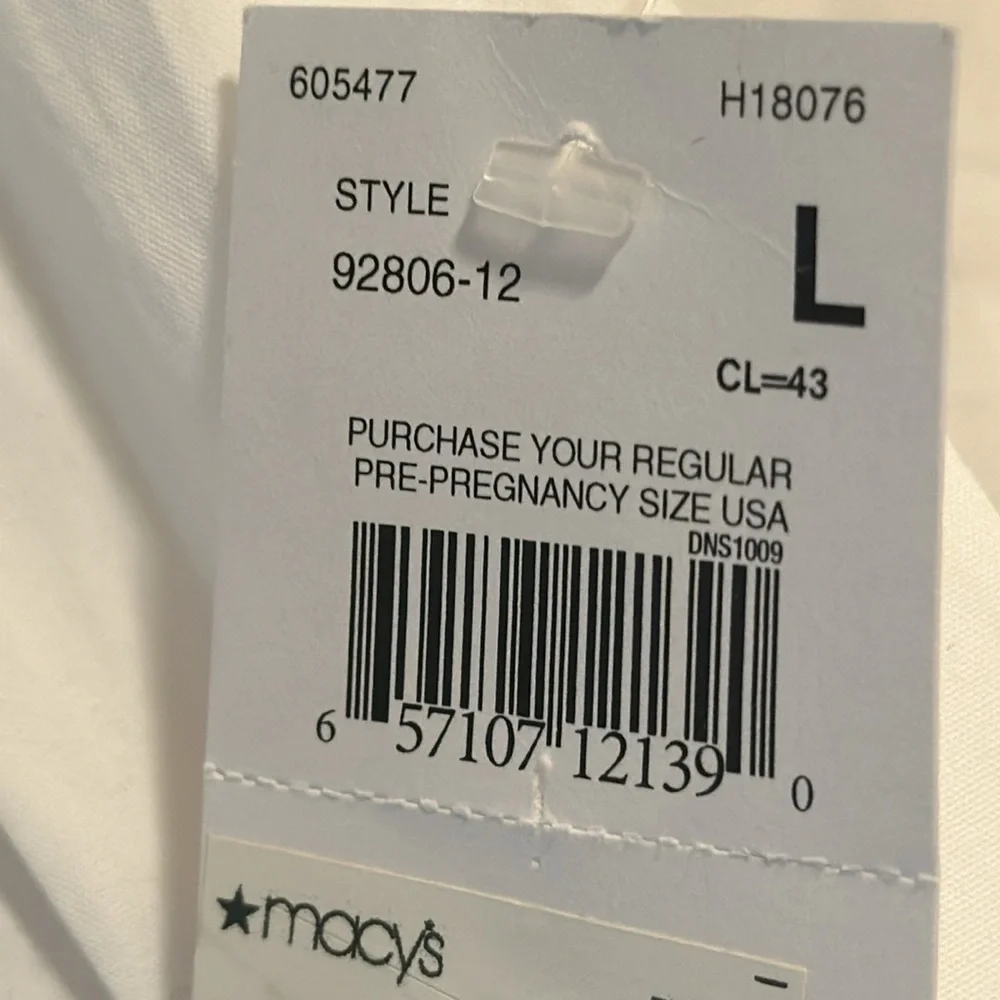 605477 H18076
STYLE
92806-12
L
CL=43
PURCHASE YOUR REGULAR
PRE-PREGNANCY SIZE USA
DNS1009
6 57107 12139 0
macy's